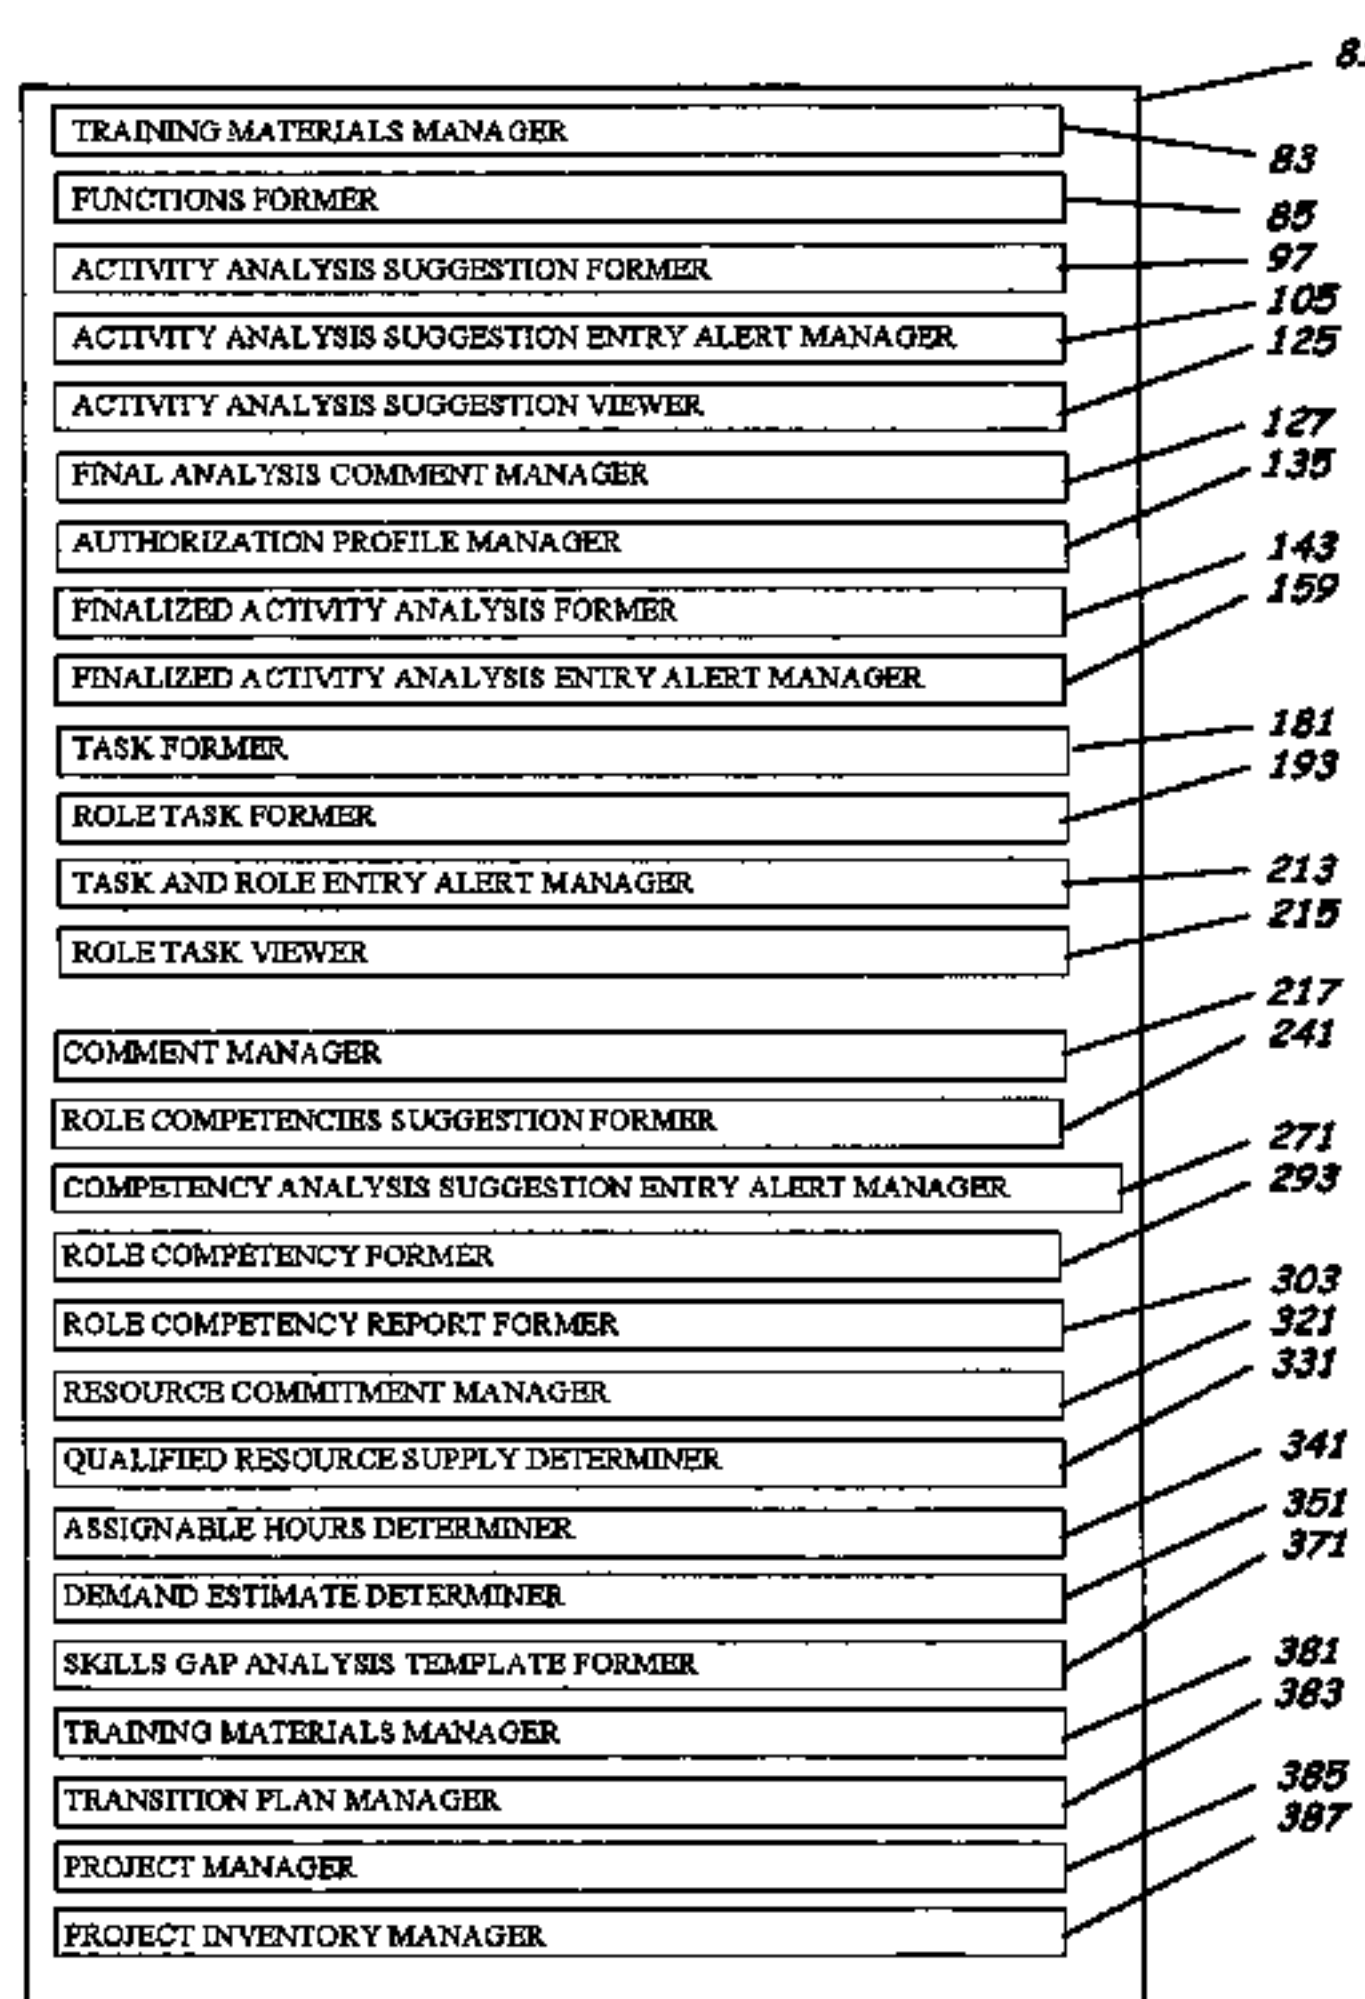 TRAINING MATERIALS MANAGER
83
FUNCTIONS FORMER
85
ACTIVITY ANALYSIS SUGGESTION FORMER
97
ACTIVITY ANALYSIS SUGGESTION ENTRY ALERT MANAGER
105
ACTIVITY ANALYSIS SUGGESTION VIEWER
125
FINAL ANALYSIS COMMENT MANAGER
127
AUTHORIZATION PROFILE MANAGER
135
FINALIZED ACTIVITY ANALYSIS FORMER
143
FINALIZED ACTIVITY ANALYSIS ENTRY ALERT MANAGER
159
TASK FORMER
181
ROLE TASK FORMER
193
TASK AND ROLE ENTRY ALERT MANAGER
213
ROLE TASK VIEWER
215
COMMENT MANAGER
217
ROLE COMPETENCIES SUGGESTION FORMER
241
COMPETENCY ANALYSIS SUGGESTION ENTRY ALERT MANAGER
271
ROLE COMPETENCY FORMER
293
ROLE COMPETENCY REPORT FORMER
303
RESOURCE COMMITMENT MANAGER
321
QUALIFIED RESOURCE SUPPLY DETERMINER
331
ASSIGNABLE HOURS DETERMINER
341
DEMAND ESTIMATE DETERMINER
351
SKILLS GAP ANALYSIS TEMPLATE FORMER
371
TRAINING MATERIALS MANAGER
381
TRANSITION PLAN MANAGER
383
PROJECT MANAGER
385
PROJECT INVENTORY MANAGER
387